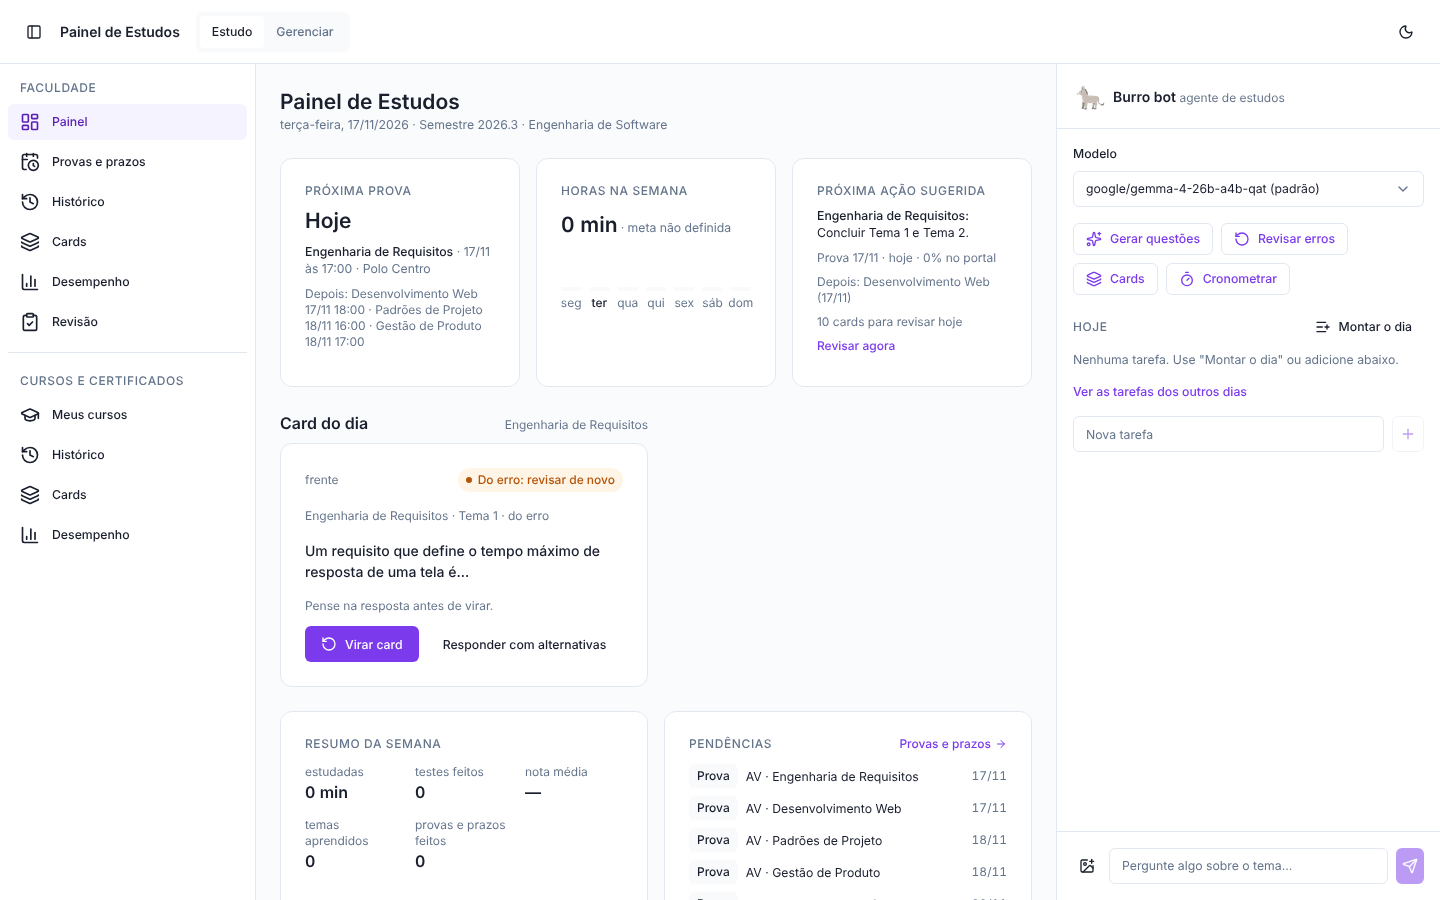 Painel de Estudos
Estudo
Gerenciar
FACULDADE
Painel
Provas e prazos
Histórico
Cards
Desempenho
Revisão
CURSOS E CERTIFICADOS
Meus cursos
Histórico
Cards
Desempenho
Painel de Estudos
terça-feira, 17/11/2026 · Semestre 2026.3 · Engenharia de Software
PRÓXIMA PROVA
Hoje
Engenharia de Requisitos · 17/11
às 17:00 · Polo Centro
Depois: Desenvolvimento Web
17/11 18:00 · Padrões de Projeto
18/11 16:00 · Gestão de Produto
18/11 17:00
HORAS NA SEMANA
0 min · meta não definida
seg ter qua qui sex sáb dom
PRÓXIMA AÇÃO SUGERIDA
Engenharia de Requisitos:
Concluir Tema 1 e Tema 2.
Prova 17/11 · hoje · 0% no portal
Depois: Desenvolvimento Web
(17/11)
10 cards para revisar hoje
Revisar agora
Card do dia
Engenharia de Requisitos
frente
Do erro: revisar de novo
Engenharia de Requisitos · Tema 1 · do erro
Um requisito que define o tempo máximo de
resposta de uma tela é...
Pense na resposta antes de virar.
Virar card
Responder com alternativas
RESUMO DA SEMANA
estudadas
0 min
testes feitos
0
nota média
—
temas
aprendidos
0
provas e prazos
feitos
0
PENDÊNCIAS
Provas e prazos →
Prova AV · Engenharia de Requisitos 17/11
Prova AV · Desenvolvimento Web 17/11
Prova AV · Padrões de Projeto 18/11
Prova AV · Gestão de Produto 18/11
Burro bot agente de estudos
Modelo
google/gemma-4-26b-a4b-qat (padrão)
Gerar questões
Revisar erros
Cards
Cronometrar
HOJE
Montar o dia
Nenhuma tarefa. Use "Montar o dia" ou adicione abaixo.
Ver as tarefas dos outros dias
Nova tarefa
Pergunte algo sobre o tema...